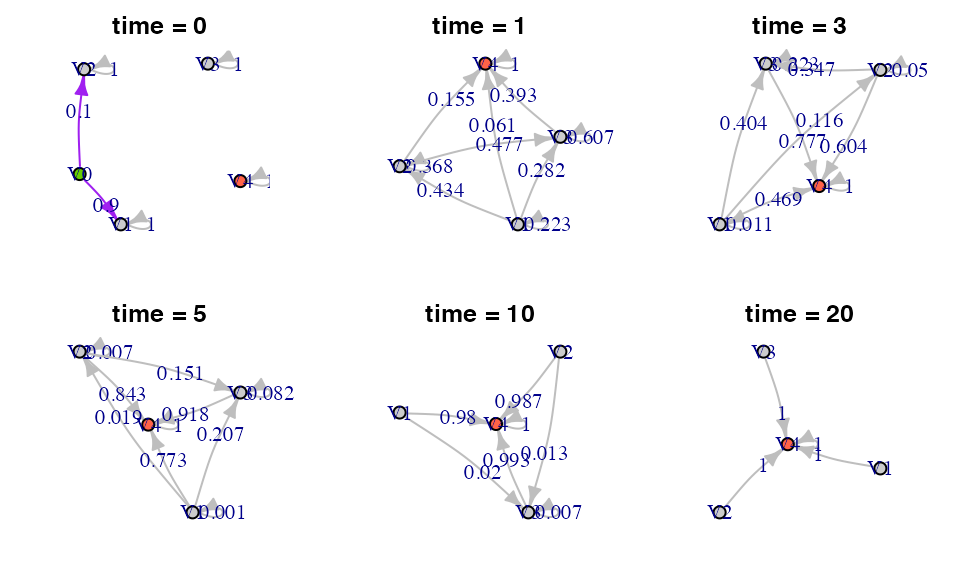 time = 0
time = 1
time = 3
V2 1
V3 1
0.1
V0
V4 1
0.9
V1 1
V4 1
0.155
0.393
0.061
0.477
V3 0.607
V2 0.368
0.282
0.434
V1 0.223
V3 0.223
0.347
V2 0.05
0.404
0.116
0.777
0.604
V4 1
0.469
V1 0.011
time = 5
time = 10
time = 20
V2 0.007
0.151
0.843
V3 0.082
0.019
0.918
V4 1
0.207
0.773
V1 0.001
V2
0.987
V1
0.98
V4 1
0.013
0.993
0.02
V3 0.007
V3
1
V4 1
1
1
V1
V2